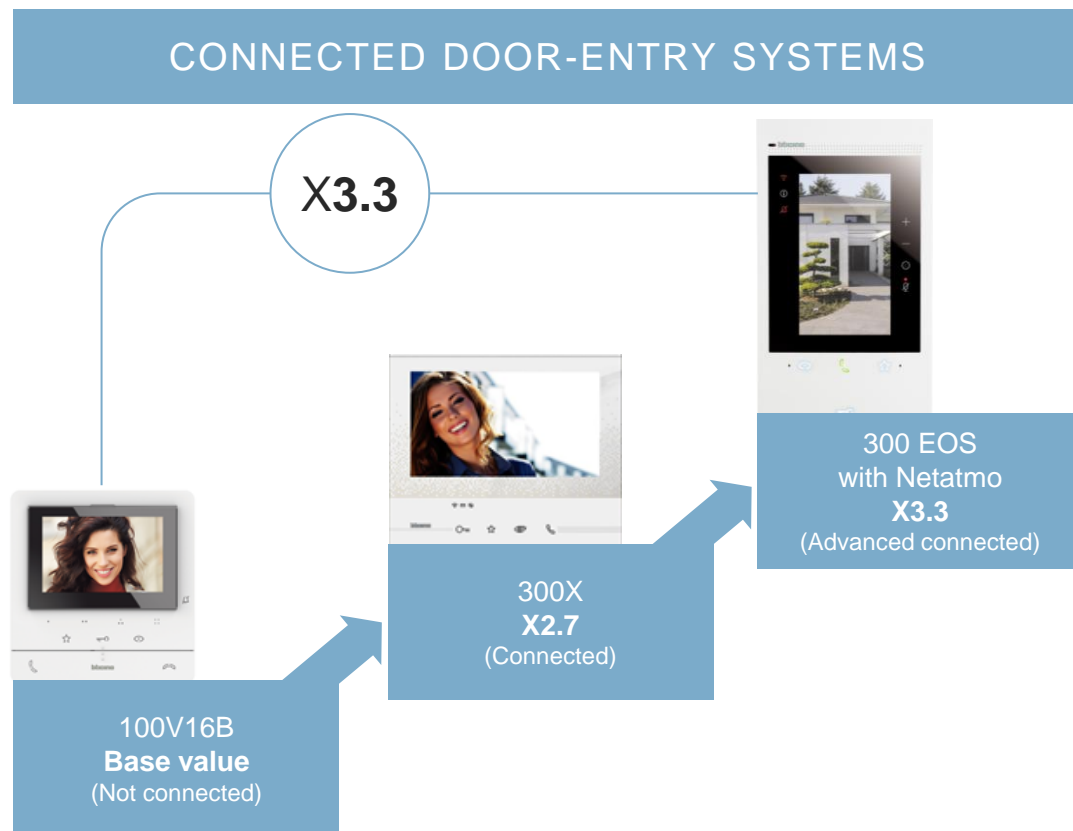 CONNECTED DOOR-ENTRY SYSTEMS
X3.3
300 EOS
with Netatmo
X3.3
(Advanced connected)
300X
X2.7
(Connected)
100V16B
Base value
(Not connected)